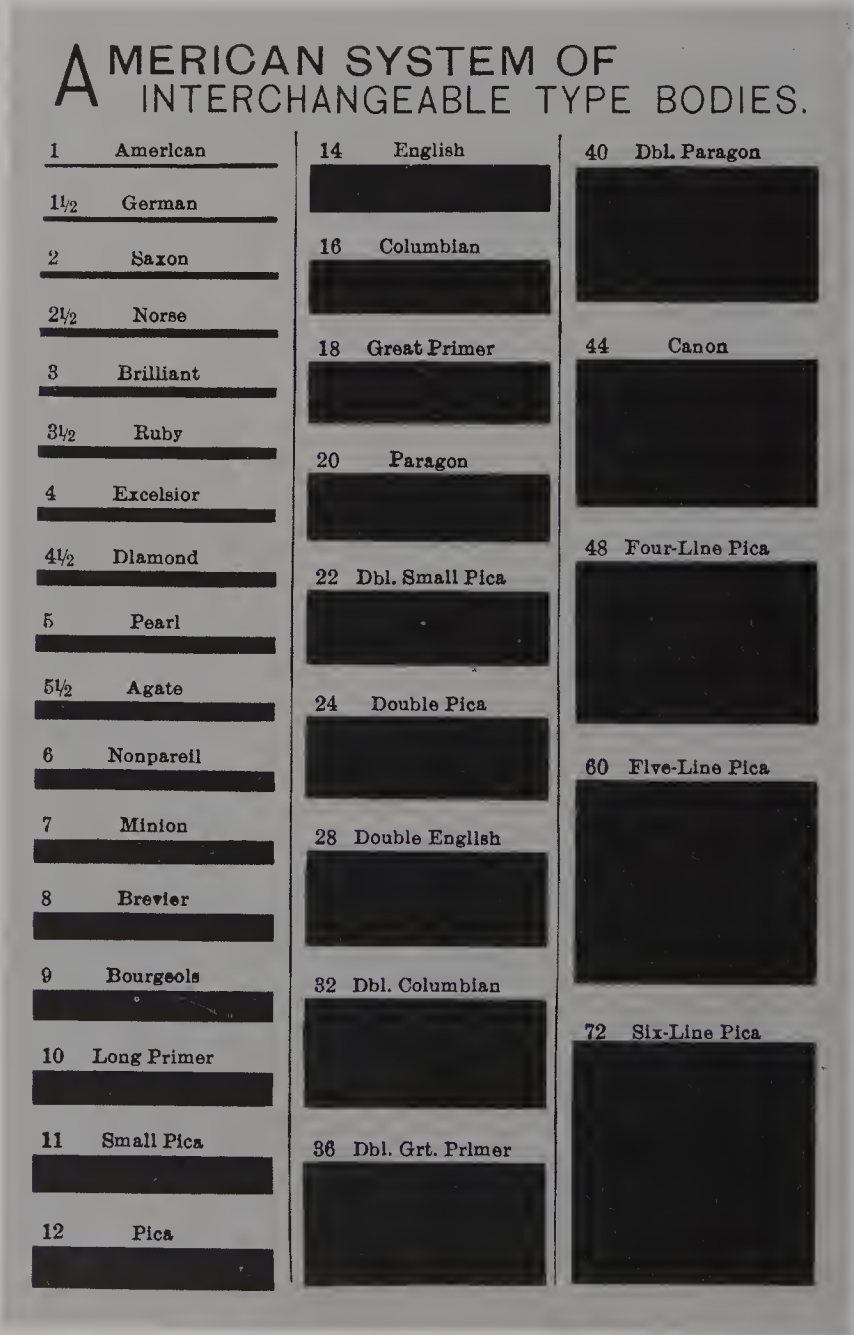 AMERICAN SYSTEM OF
INTERCHANGEABLE TYPE BODIES.
1 American
1½ German
2 Saxon
2½ Norse
3 Brilliant
3½ Ruby
4 Excelsior
4½ Diamond
5 Pearl
5½ Agate
6 Nonpareil
7 Minion
8 Brevier
9 Bourgeois
10 Long Primer
11 Small Pica
12 Pica
14 English
16 Columbian
18 Great Primer
20 Paragon
22 Dbl. Small Pica
24 Double Pica
28 Double English
32 Dbl. Columbian
36 Dbl. Grt. Primer
40 Dbl. Paragon
44 Canon
48 Four-Line Pica
60 Five-Line Pica
72 Six-Line Pica